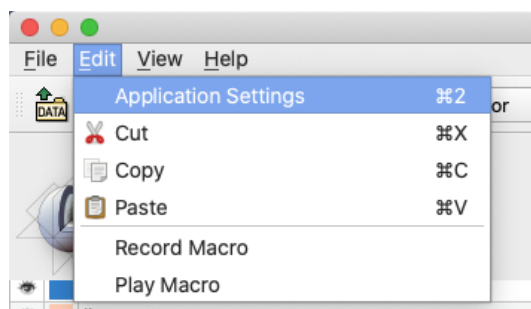 File Edit View Help
DATA
Application Settings ⌘2
or
Cut ⌘X
Copy ⌘C
Paste ⌘V
Record Macro
Play Macro